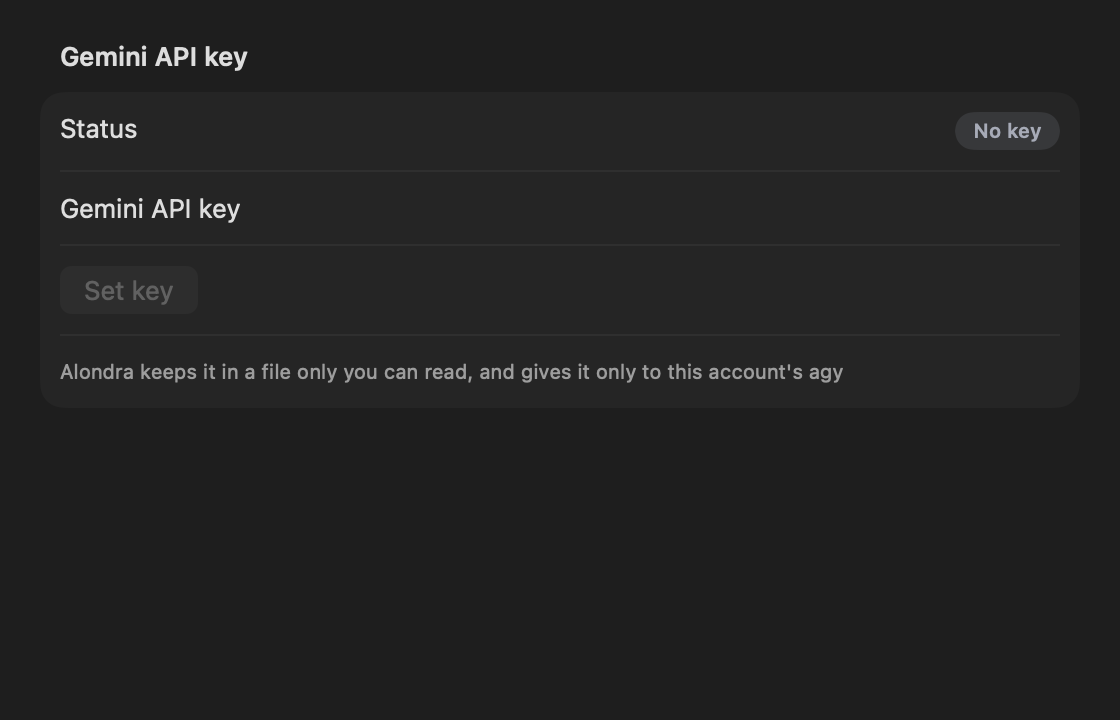 Gemini API key
Status
No key
Gemini API key
Set key
Alondra keeps it in a file only you can read, and gives it only to this account's agy